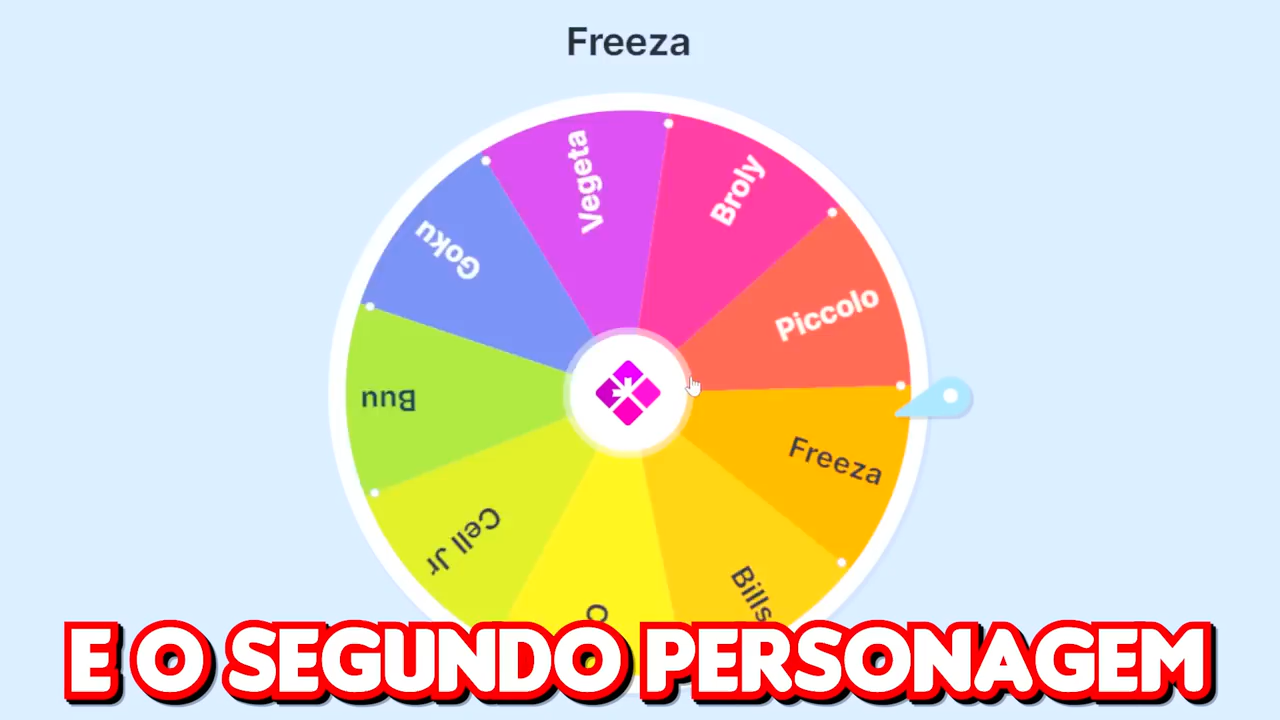 Freeza
Vegeta
Broly
Goku
Piccolo
Buu
Freeza
Cell Jr
Bills
E O SEGUNDO PERSONAGEM